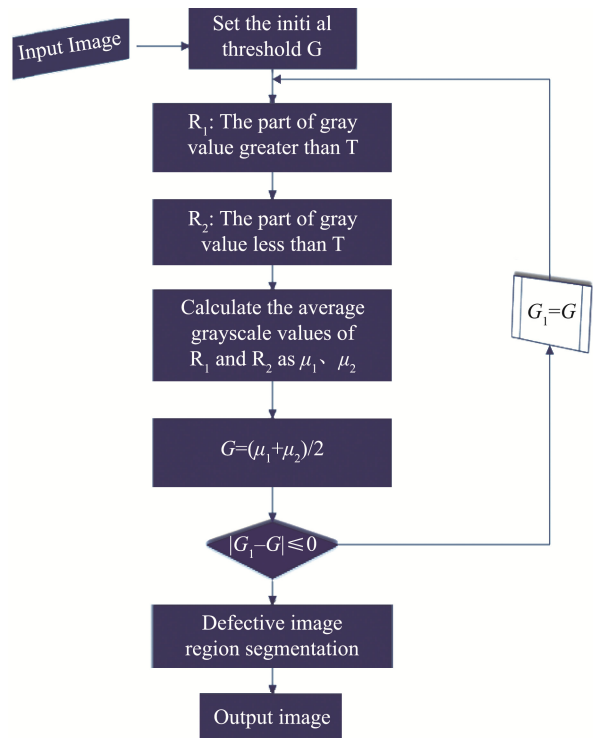 Input Image
Set the initi al
threshold G
R₁: The part of gray
value greater than T
R₂: The part of gray
value less than T
Calculate the average
grayscale values of
R₁ and R₂ as μ₁、μ₂
G₁=G
G=(μ₁+μ₂)/2
|G₁–G|⩽0
Defective image
region segmentation
Output image